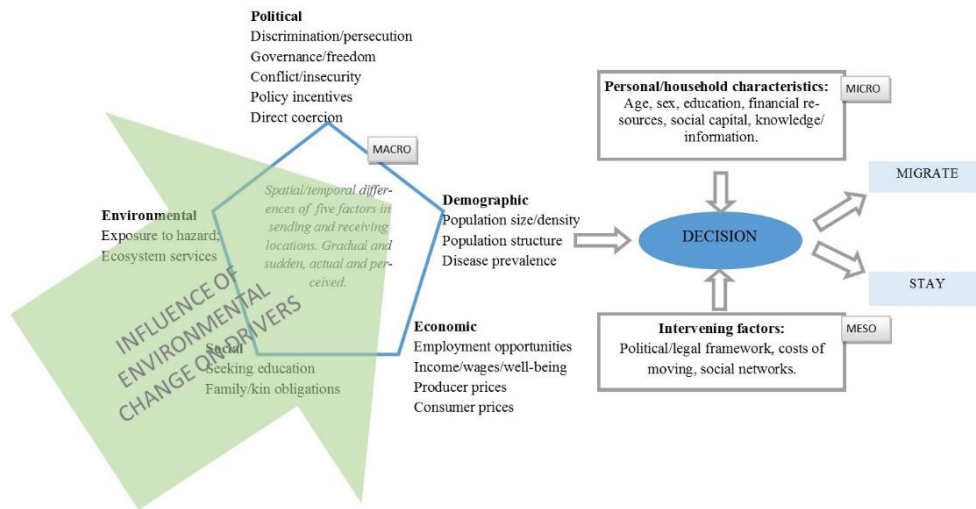 Political
Discrimination/persecution
Governance/freedom
Conflict/insecurity
Policy incentives
Direct coercion
MACRO
Spatial/temporal differ-
ences of five factors in
sending and receiving
locations. Gradual and
sudden, actual and per-
ceived.
Environmental
Exposure to hazard;
Ecosystem services
Demographic
Population size/density
Population structure
Disease prevalence
Social
Seeking education
Family/kin obligations
Economic
Employment opportunities
Income/wages/well-being
Producer prices
Consumer prices
INFLUENCE OF
ENVIRONMENTAL
CHANGE ON DRIVERS
Personal/household characteristics:
Age, sex, education, financial re-
sources, social capital, knowledge/
information.
MICRO
DECISION
MIGRATE
STAY
Intervening factors:
Political/legal framework, costs of
moving, social networks.
MESO